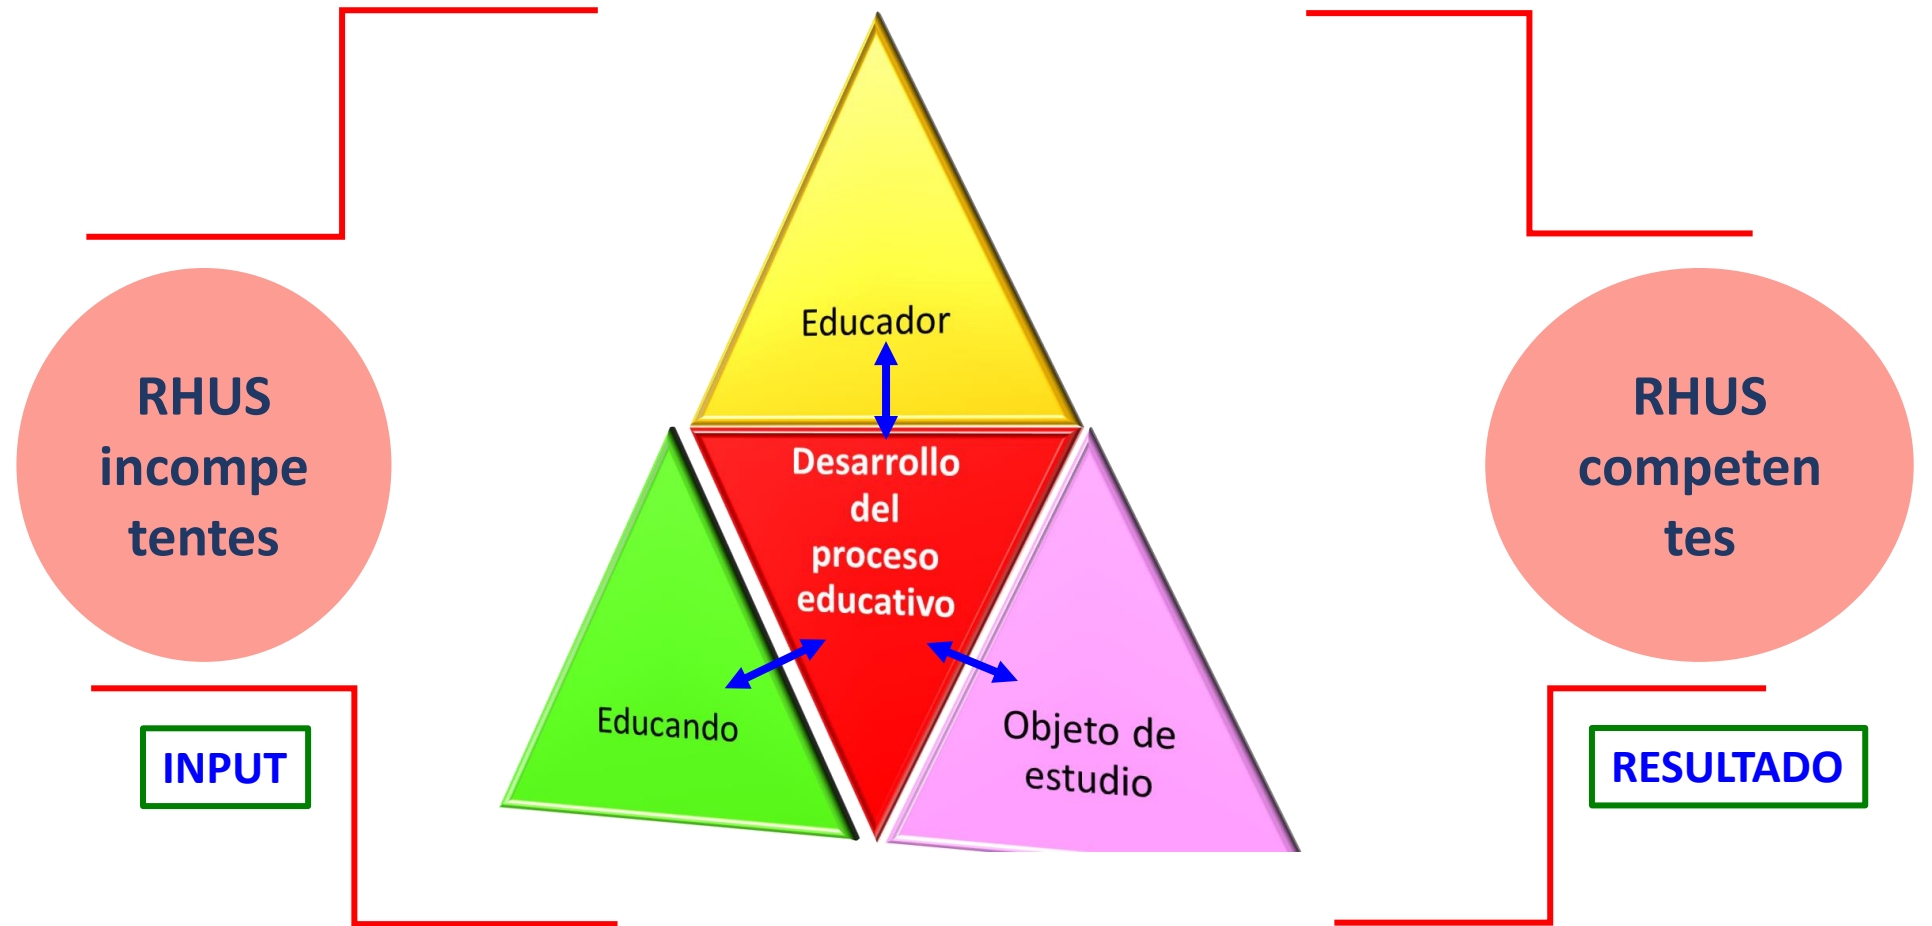 Educador
RHUS
incompe
tentes
Desarrollo
del
proceso
educativo
RHUS
competen
tes
Educando
Objeto de
estudio
INPUT
RESULTADO